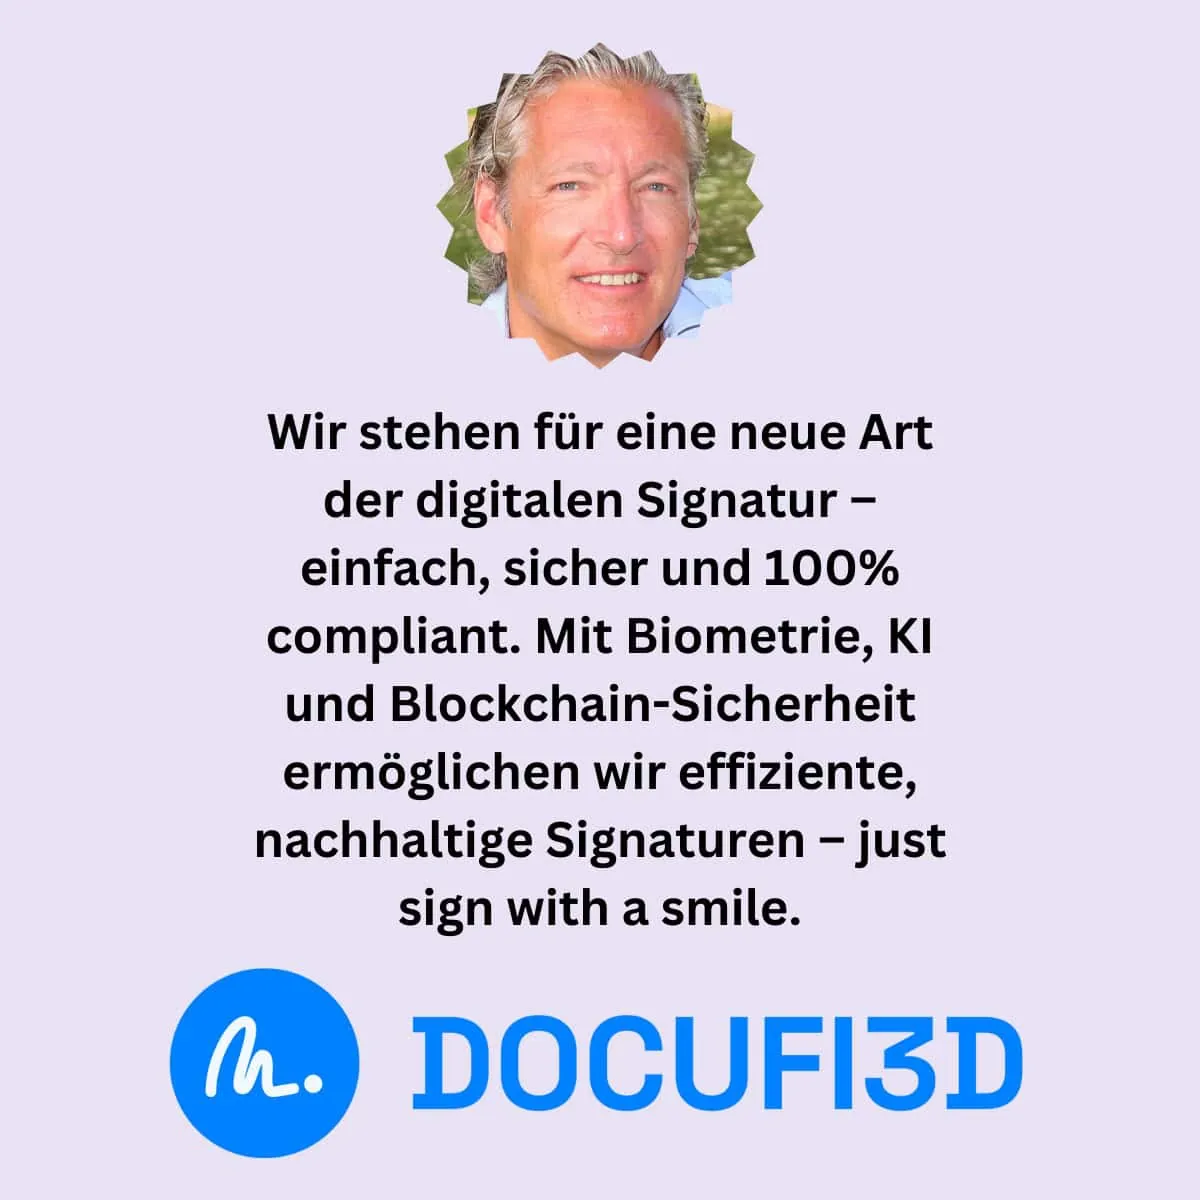 Wir stehen für eine neue Art
der digitalen Signatur –
einfach, sicher und 100%
compliant. Mit Biometrie, KI
und Blockchain-Sicherheit
ermöglichen wir effiziente,
nachhaltige Signaturen – just
sign with a smile.
DOCUFI3D